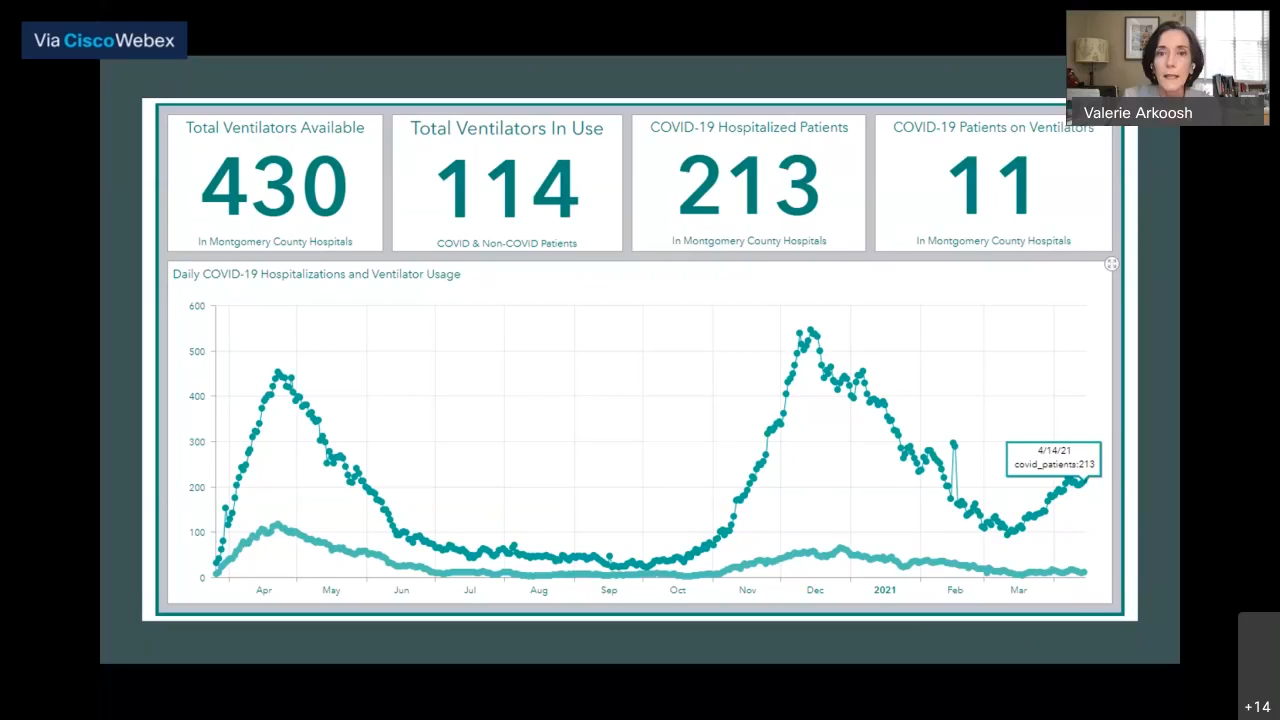 Via CiscoWebex
Valerie Arkoosh
Total Ventilators Available
430
In Montgomery County Hospitals
Total Ventilators In Use
114
COVID & Non-COVID Patients
COVID-19 Hospitalized Patients
213
In Montgomery County Hospitals
COVID-19 Patients on Ventilators
11
In Montgomery County Hospitals
Daily COVID-19 Hospitalizations and Ventilator Usage
600
500
400
300
200
100
0
4/14/21
covid_patients:213
Apr May Jun Jul Aug Sep Oct Nov Dec 2021 Feb Mar
+14